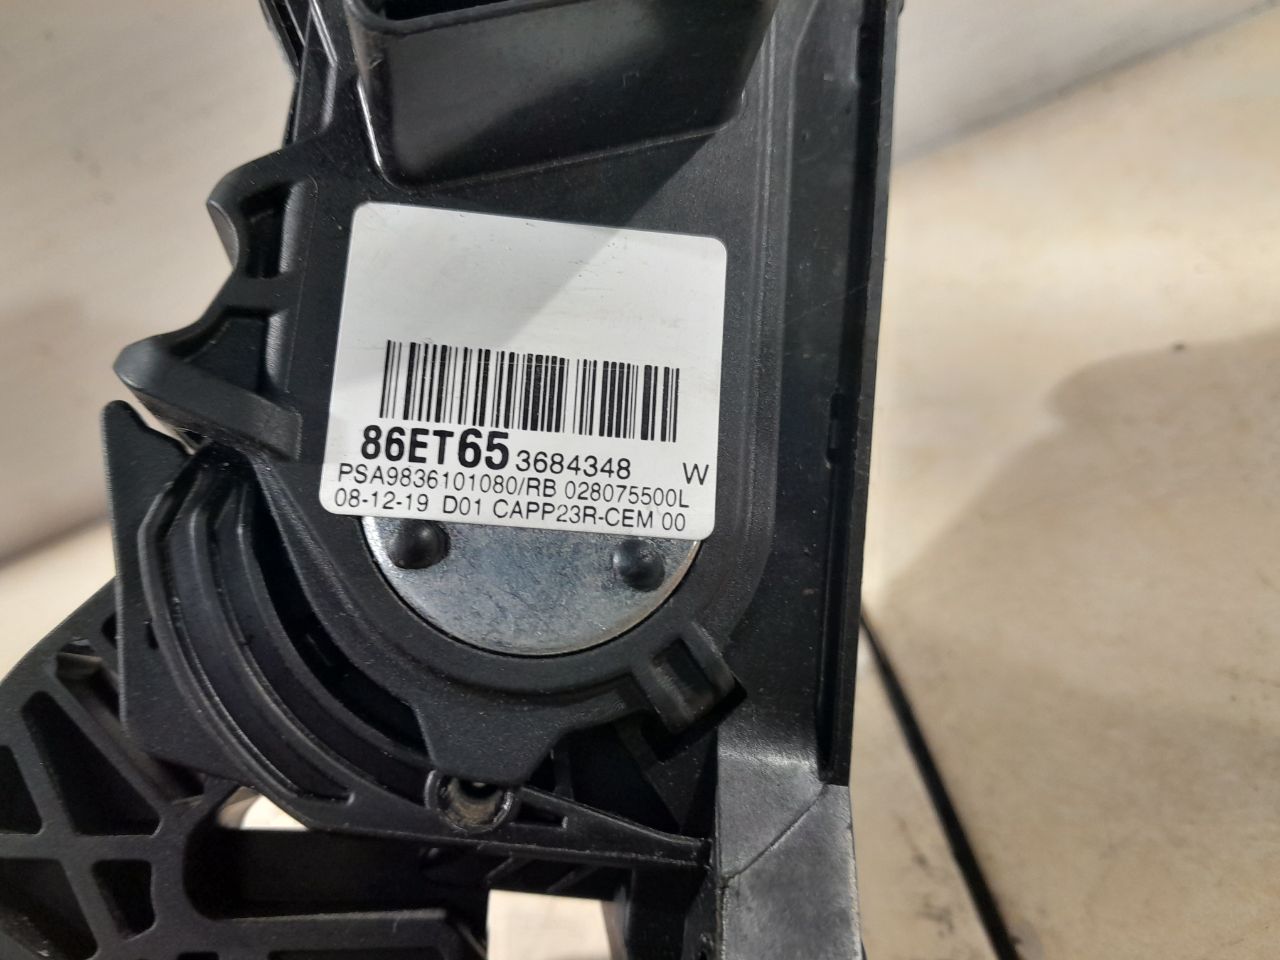 86ET65 3684348 W
PSA9836101080/RB 028075500L
08-12-19 D01 CAPP23R-CEM 00